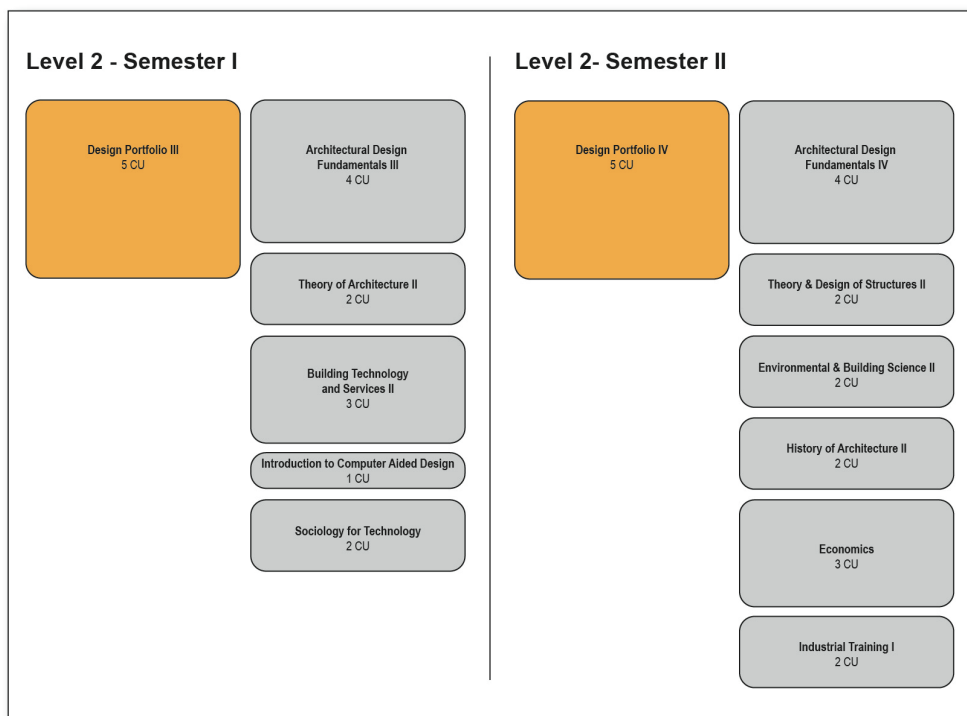 Level 2 - Semester I
Design Portfolio III
5 CU
Architectural Design
Fundamentals III
4 CU
Theory of Architecture II
2 CU
Building Technology
and Services II
3 CU
Introduction to Computer Aided Design
1 CU
Sociology for Technology
2 CU
Level 2- Semester II
Design Portfolio IV
5 CU
Architectural Design
Fundamentals IV
4 CU
Theory & Design of Structures II
2 CU
Environmental & Building Science II
2 CU
History of Architecture II
2 CU
Economics
3 CU
Industrial Training I
2 CU